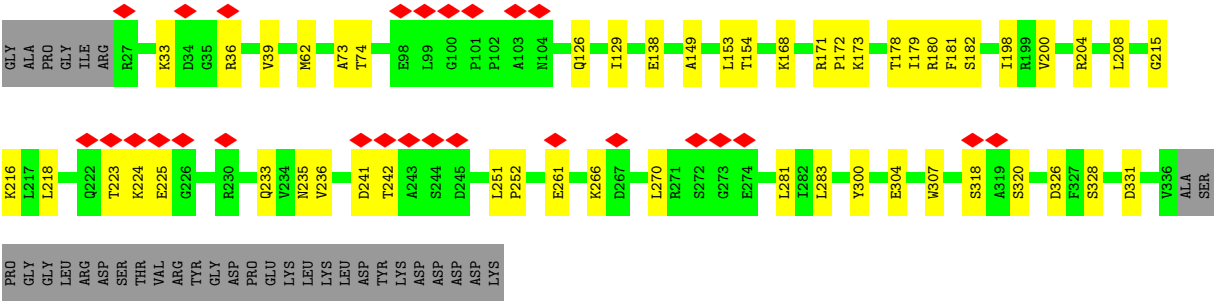 GLY ALA PRO GLY ILE ARG R27 K33 D34 G35 R36 V39 M62 A73 T74 E98 L99 G100 P101 P102 A103 N104 Q126 I129 E138 A149 L153 T154 K168 R171 P172 K173 T178 I179 R180 F181 S182 I198 R199 V200 R204 L208 G215
K216 L217 L218 Q222 T223 K224 E225 G226 R230 Q233 V234 N235 V236 D241 T242 A243 S244 D245 L251 P252 E261 K266 D267 L270 R271 S272 G273 E274 L281 I282 L283 Y300 E304 W307 S318 A319 S320 D326 F327 S328 D331 V336 ALA SER
PRO GLY GLY LEU ARG ASP SER THR VAL ARG TYR GLY ASP PRO GLU LYS LEU LYS LEU ASP TYR LYS ASP ASP ASP ASP LYS